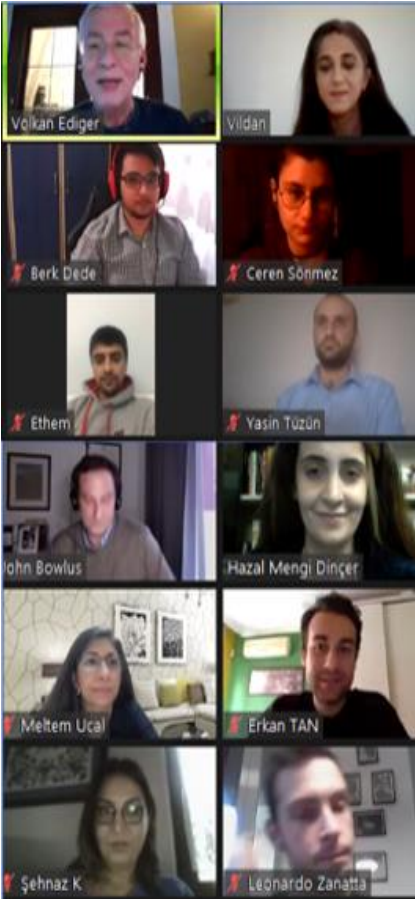 Volkan Ediger
Vildan
Berk Dede
Ceren Sönmez
Ethem
Yasin Tüzün
John Bowlus
Hazal Mengi Dinçer
Meltem Ucal
Erkan TAN
Şehnaz K
Leonardo Zanatta